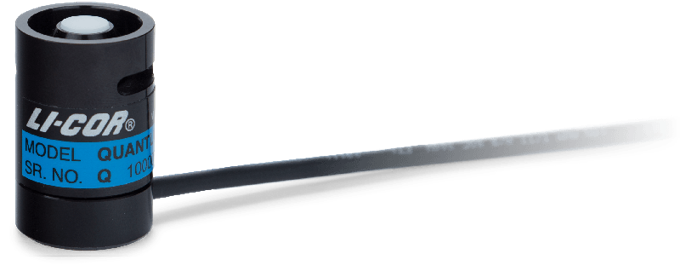 LI-COR®
MODEL QUANT
SR. NO. Q 100